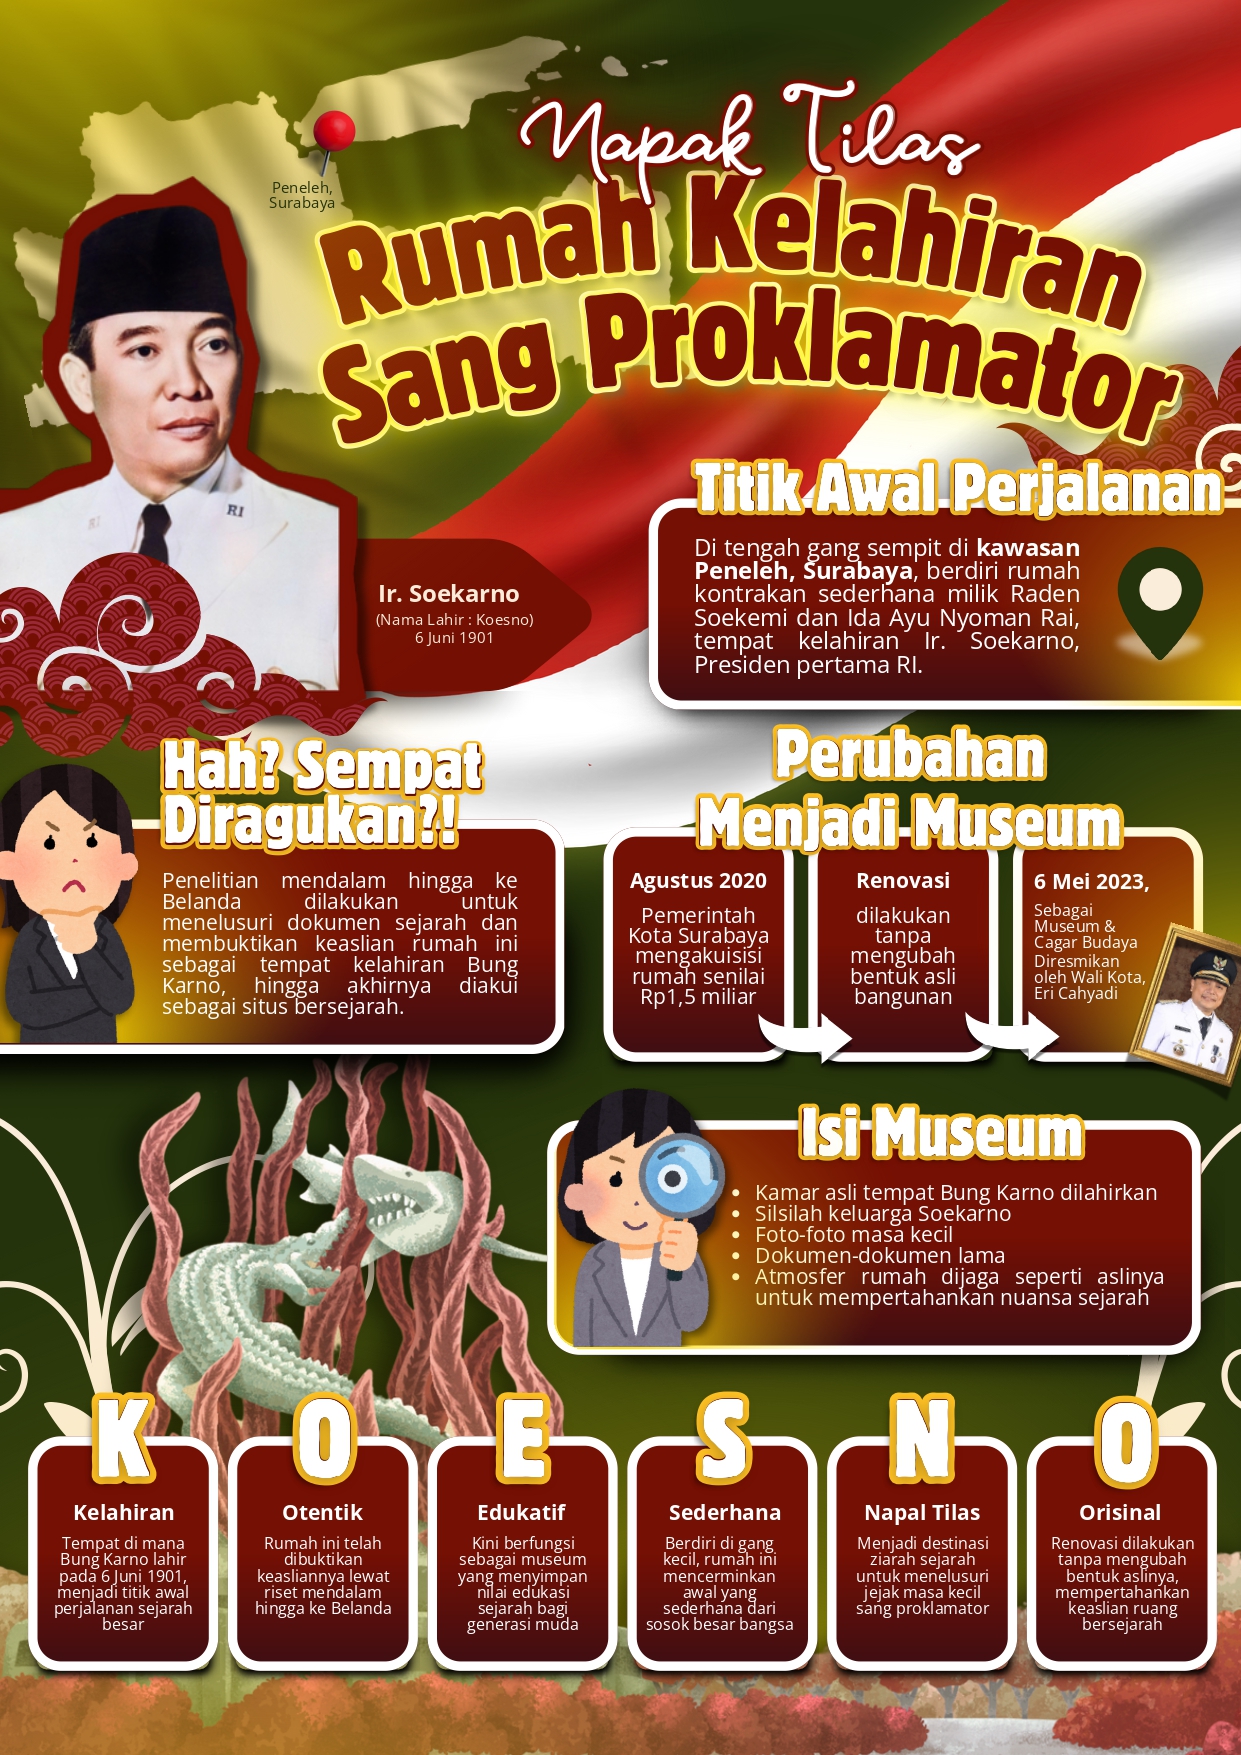 Napak Tilas
Rumah Kelahiran
Sang Proklamator
Peneleh,
Surabaya
RI
RI
Ir. Soekarno
(Nama Lahir : Koesno)
6 Juni 1901
Titik Awal Perjalanan
Di tengah gang sempit di kawasan
Peneleh, Surabaya, berdiri rumah
kontrakan sederhana milik Raden
Soekemi dan Ida Ayu Nyoman Rai,
tempat kelahiran Ir. Soekarno,
Presiden pertama RI.
Hah? Sempat
Diragukan?!
Penelitian mendalam hingga ke
Belanda dilakukan untuk
menelusuri dokumen sejarah dan
membuktikan keaslian rumah ini
sebagai tempat kelahiran Bung
Karno, hingga akhirnya diakui
sebagai situs bersejarah.
Perubahan
Menjadi Museum
Agustus 2020
Pemerintah
Kota Surabaya
mengakuisisi
rumah senilai
Rp1,5 miliar
Renovasi
dilakukan
tanpa
mengubah
bentuk asli
bangunan
6 Mei 2023,
Sebagai
Museum &
Cagar Budaya
Diresmikan
oleh Wali Kota,
Eri Cahyadi
Isi Museum
• Kamar asli tempat Bung Karno dilahirkan
• Silsilah keluarga Soekarno
• Foto-foto masa kecil
• Dokumen-dokumen lama
• Atmosfer rumah dijaga seperti aslinya
untuk mempertahankan nuansa sejarah
K
Kelahiran
Tempat di mana
Bung Karno lahir
pada 6 Juni 1901,
menjadi titik awal
perjalanan sejarah
besar
O
Otentik
Rumah ini telah
dibuktikan
keasliannya lewat
riset mendalam
hingga ke Belanda
E
Edukatif
Kini berfungsi
sebagai museum
yang menyimpan
nilai edukasi
sejarah bagi
generasi muda
S
Sederhana
Berdiri di gang
kecil, rumah ini
mencerminkan
awal yang
sederhana dari
sosok besar bangsa
N
Napal Tilas
Menjadi destinasi
ziarah sejarah
untuk menelusuri
jejak masa kecil
sang proklamator
O
Orisinal
Renovasi dilakukan
tanpa mengubah
bentuk aslinya,
mempertahankan
keaslian ruang
bersejarah